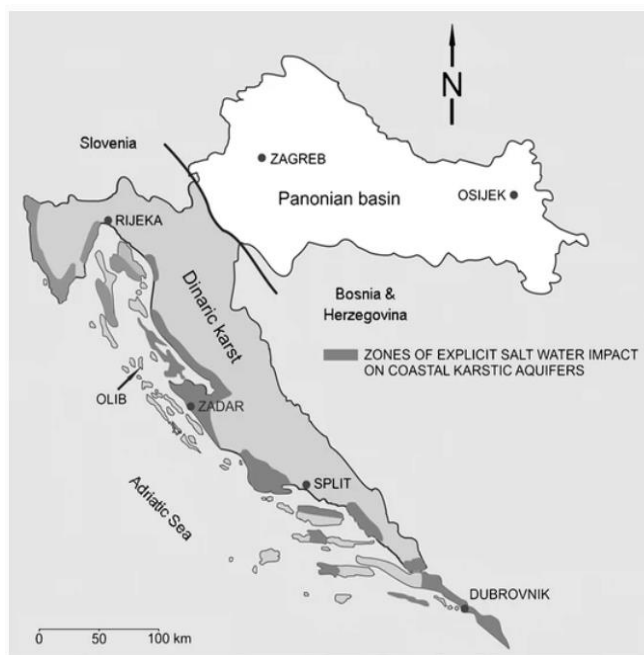 N
Slovenia
ZAGREB
Panonian basin
OSIJEK
RIJEKA
Dinaric karst
Bosnia &
Herzegovina
ZONES OF EXPLICIT SALT WATER IMPACT
ON COASTAL KARSTIC AQUIFERS
OLIB
ZADAR
SPLIT
Adriatic Sea
DUBROVNIK
0 50 100 km